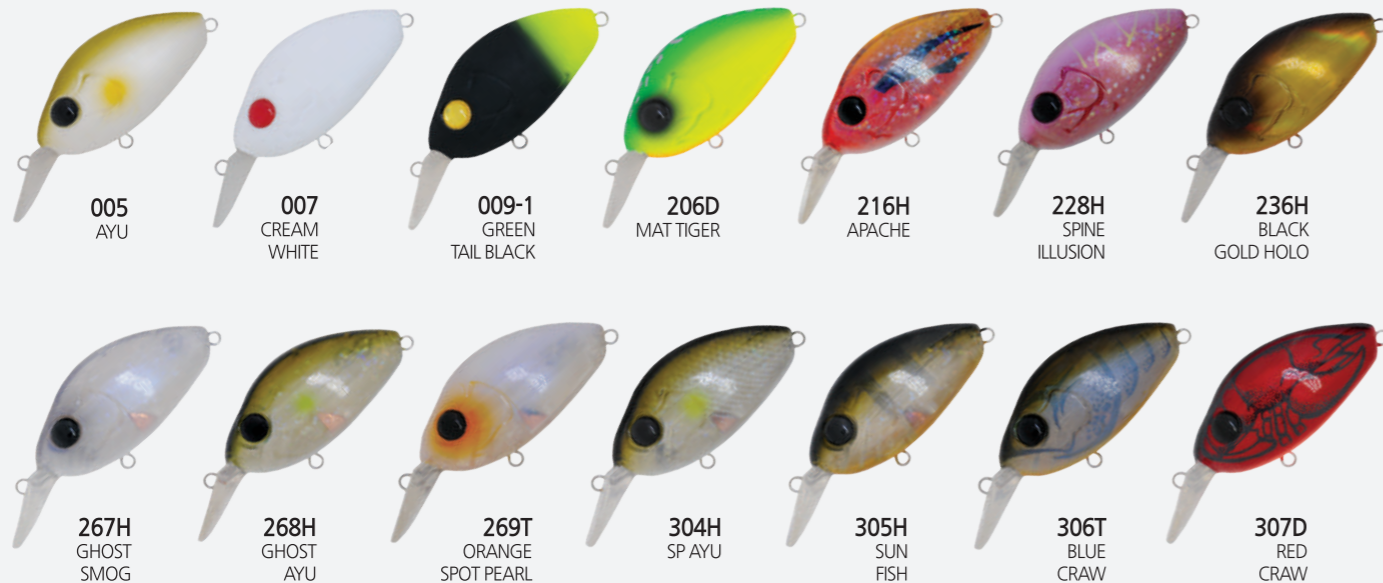 005
AYU
007
CREAM
WHITE
009-1
GREEN
TAIL BLACK
206D
MAT TIGER
216H
APACHE
228H
SPINE
ILLUSION
236H
BLACK
GOLD HOLO
267H
GHOST
SMOG
268H
GHOST
AYU
269T
ORANGE
SPOT PEARL
304H
SP AYU
305H
SUN
FISH
306T
BLUE
CRAW
307D
RED
CRAW